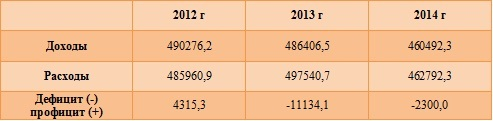 2012 г 2013 г 2014 г
Доходы 490276,2 486406,5 460492,3
Расходы 485960,9 497540,7 462792,3
Дефицит (-)
профицит (+) 4315,3 -11134,1 -2300,0